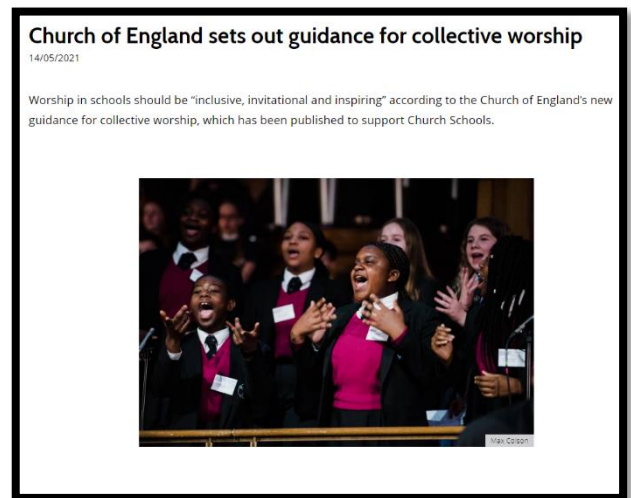 Church of England sets out guidance for collective worship
14/05/2021
Worship in schools should be “inclusive, invitational and inspiring” according to the Church of England’s new
guidance for collective worship, which has been published to support Church Schools.